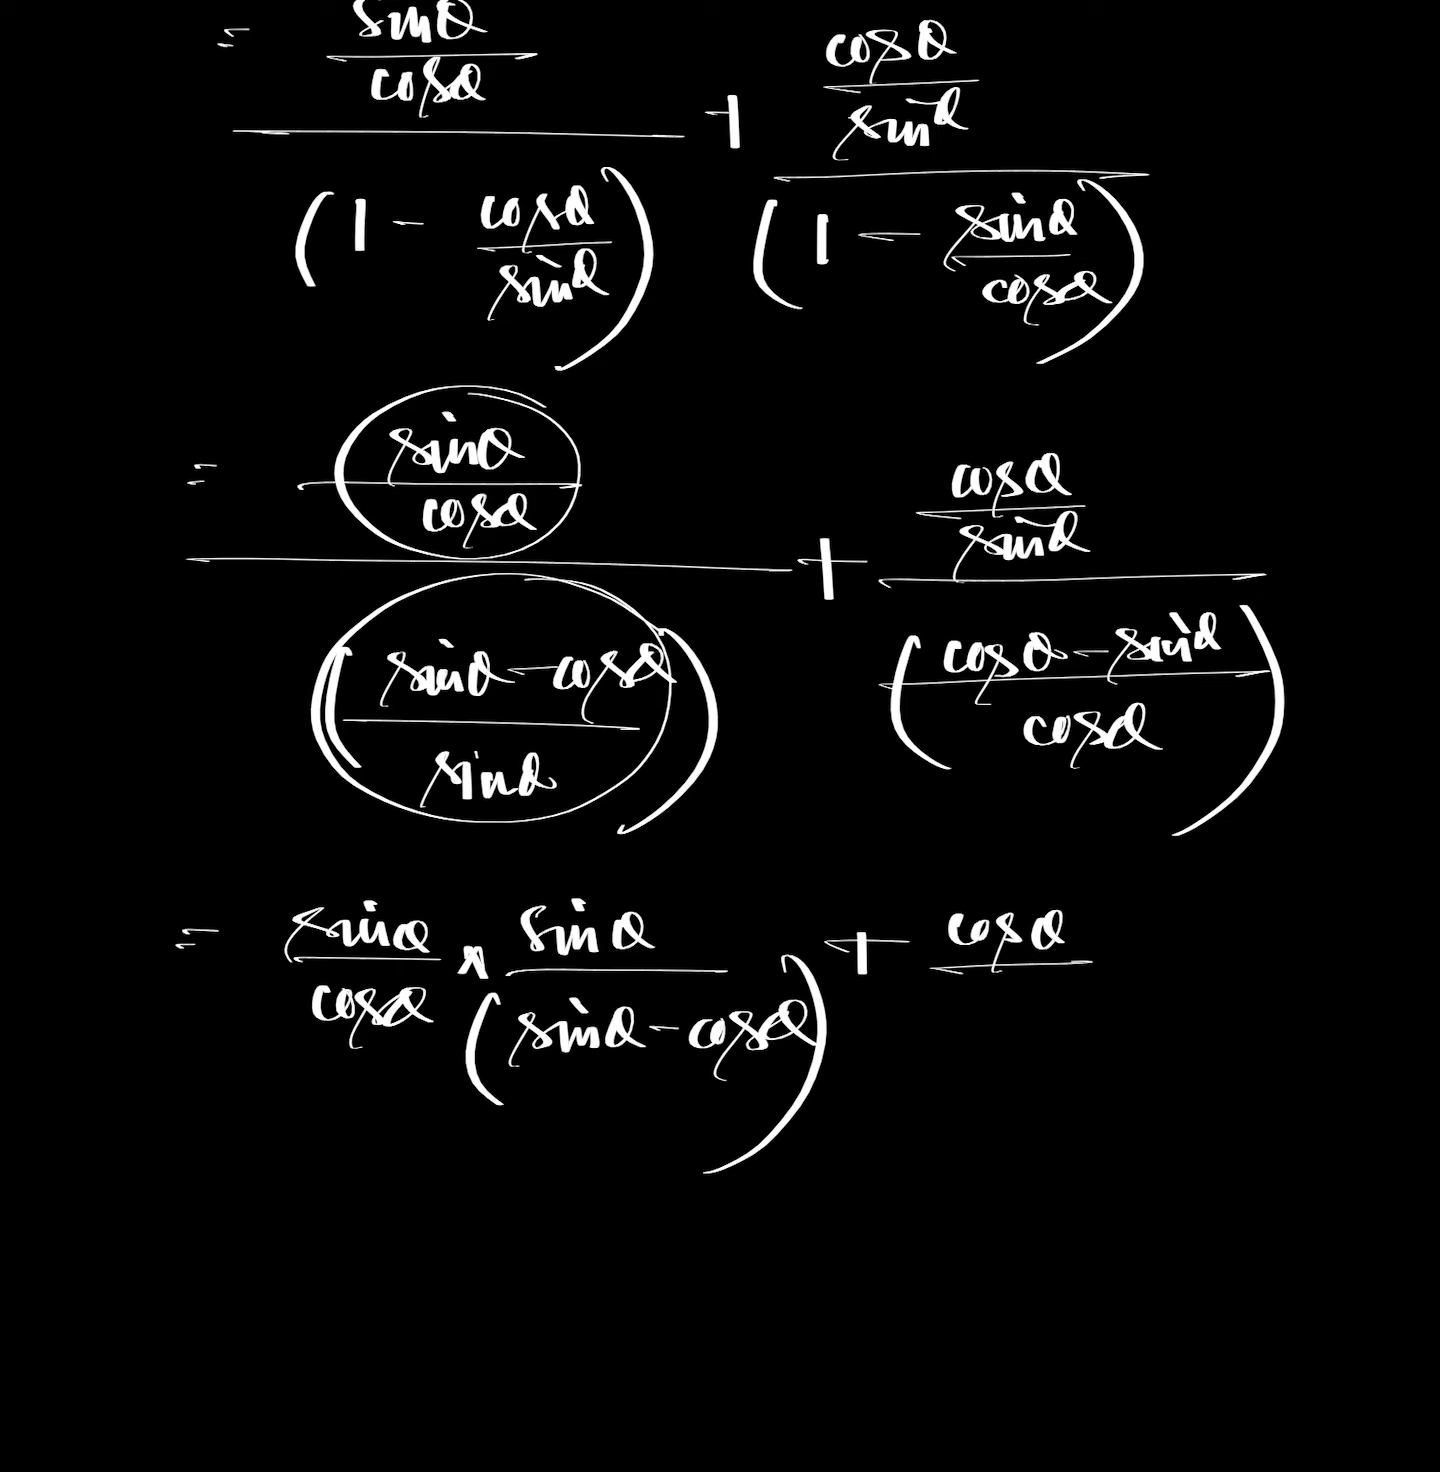 = (sinθ/cosθ)/(1 - cosθ/sinθ) + (cosθ/sinθ)/(1 - sinθ/cosθ)
= (sinθ/cosθ)/((sinθ - cosθ)/sinθ) + (cosθ/sinθ)/((cosθ - sinθ)/cosθ)
= sinθ/cosθ × sinθ/(sinθ - cosθ) + cosθ/